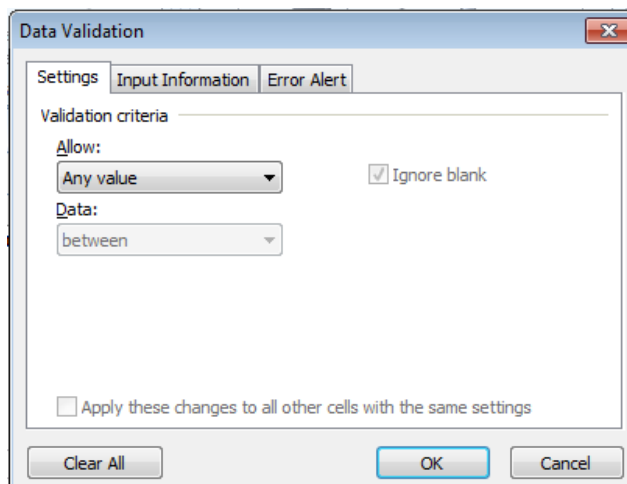 Data Validation
Settings Input Information Error Alert
Validation criteria
Allow:
Any value
Ignore blank
Data:
between
Apply these changes to all other cells with the same settings
Clear All OK Cancel